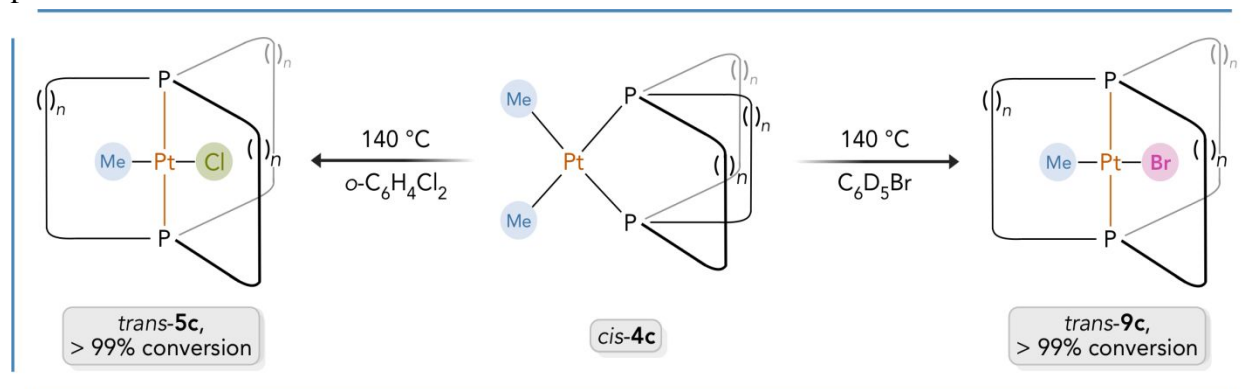 P
( )n
( )n
Me
Pt
Cl
( )n
P
trans-5c,
> 99% conversion
140 °C
o-C6H4Cl2
Me
P
( )n
( )n
Pt
( )n
Me
P
cis-4c
140 °C
C6D5Br
P
( )n
( )n
Me
Pt
Br
( )n
P
trans-9c,
> 99% conversion